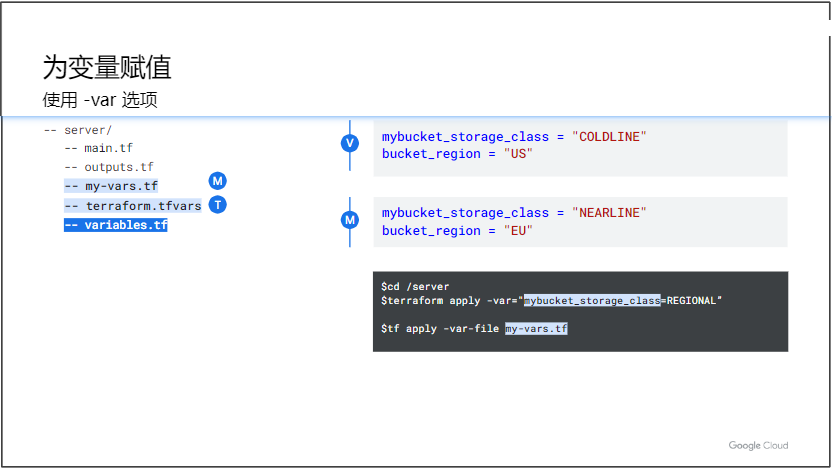 为变量赋值
使用 -var 选项
-- server/
-- main.tf
-- outputs.tf
-- my-vars.tf M
-- terraform.tfvars T
-- variables.tf
V
mybucket_storage_class = "COLDLINE"
bucket_region = "US"
M
mybucket_storage_class = "NEARLINE"
bucket_region = "EU"
$cd /server
$terraform apply -var="mybucket_storage_class=REGIONAL”
$tf apply -var-file my-vars.tf
Google Cloud